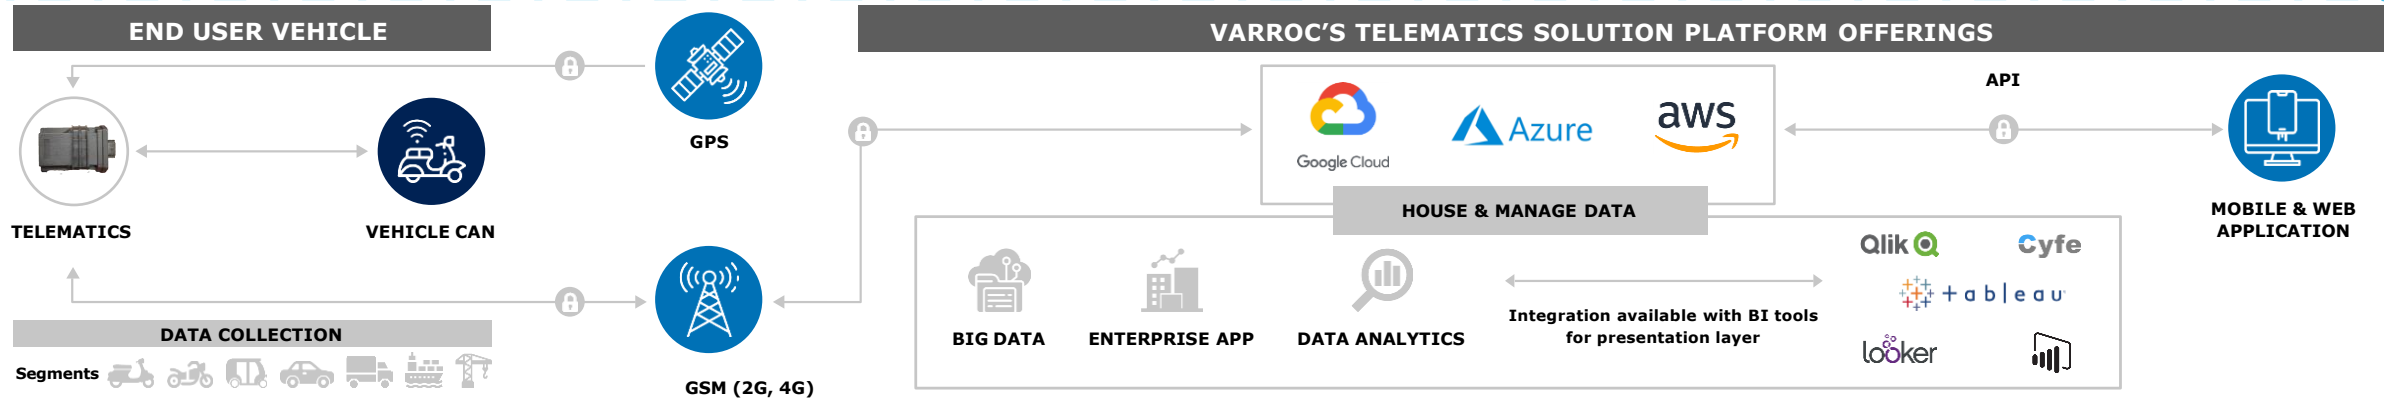 END USER VEHICLE
VARROC'S TELEMATICS SOLUTION PLATFORM OFFERINGS
GPS
TELEMATICS
VEHICLE CAN
Google Cloud
Azure
aws
API
MOBILE & WEB
APPLICATION
HOUSE & MANAGE DATA
DATA COLLECTION
Segments
GSM (2G, 4G)
BIG DATA
ENTERPRISE APP
DATA ANALYTICS
Integration available with BI tools
for presentation layer
Qlik
Cyfe
+ableau
looker